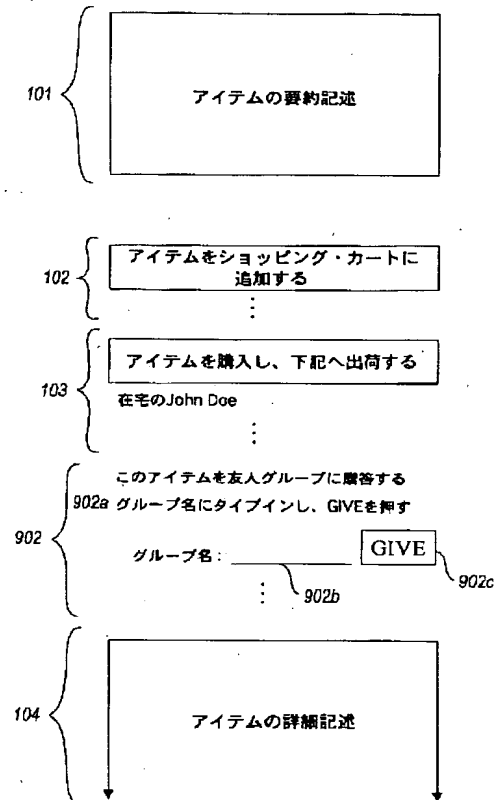 101
アイテムの要約記述
102
アイテムをショッピング・カートに
追加する
103
アイテムを購入し、下記へ出荷する
在宅のJohn Doe
902
このアイテムを友人グループに贈答する
902a グループ名にタイプインし、GIVEを押す
グループ名: GIVE
902b
902c
104
アイテムの詳細記述